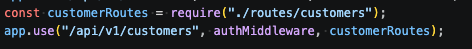 const customerRoutes = require("./routes/customers");
app.use("/api/v1/customers", authMiddleware, customerRoutes);